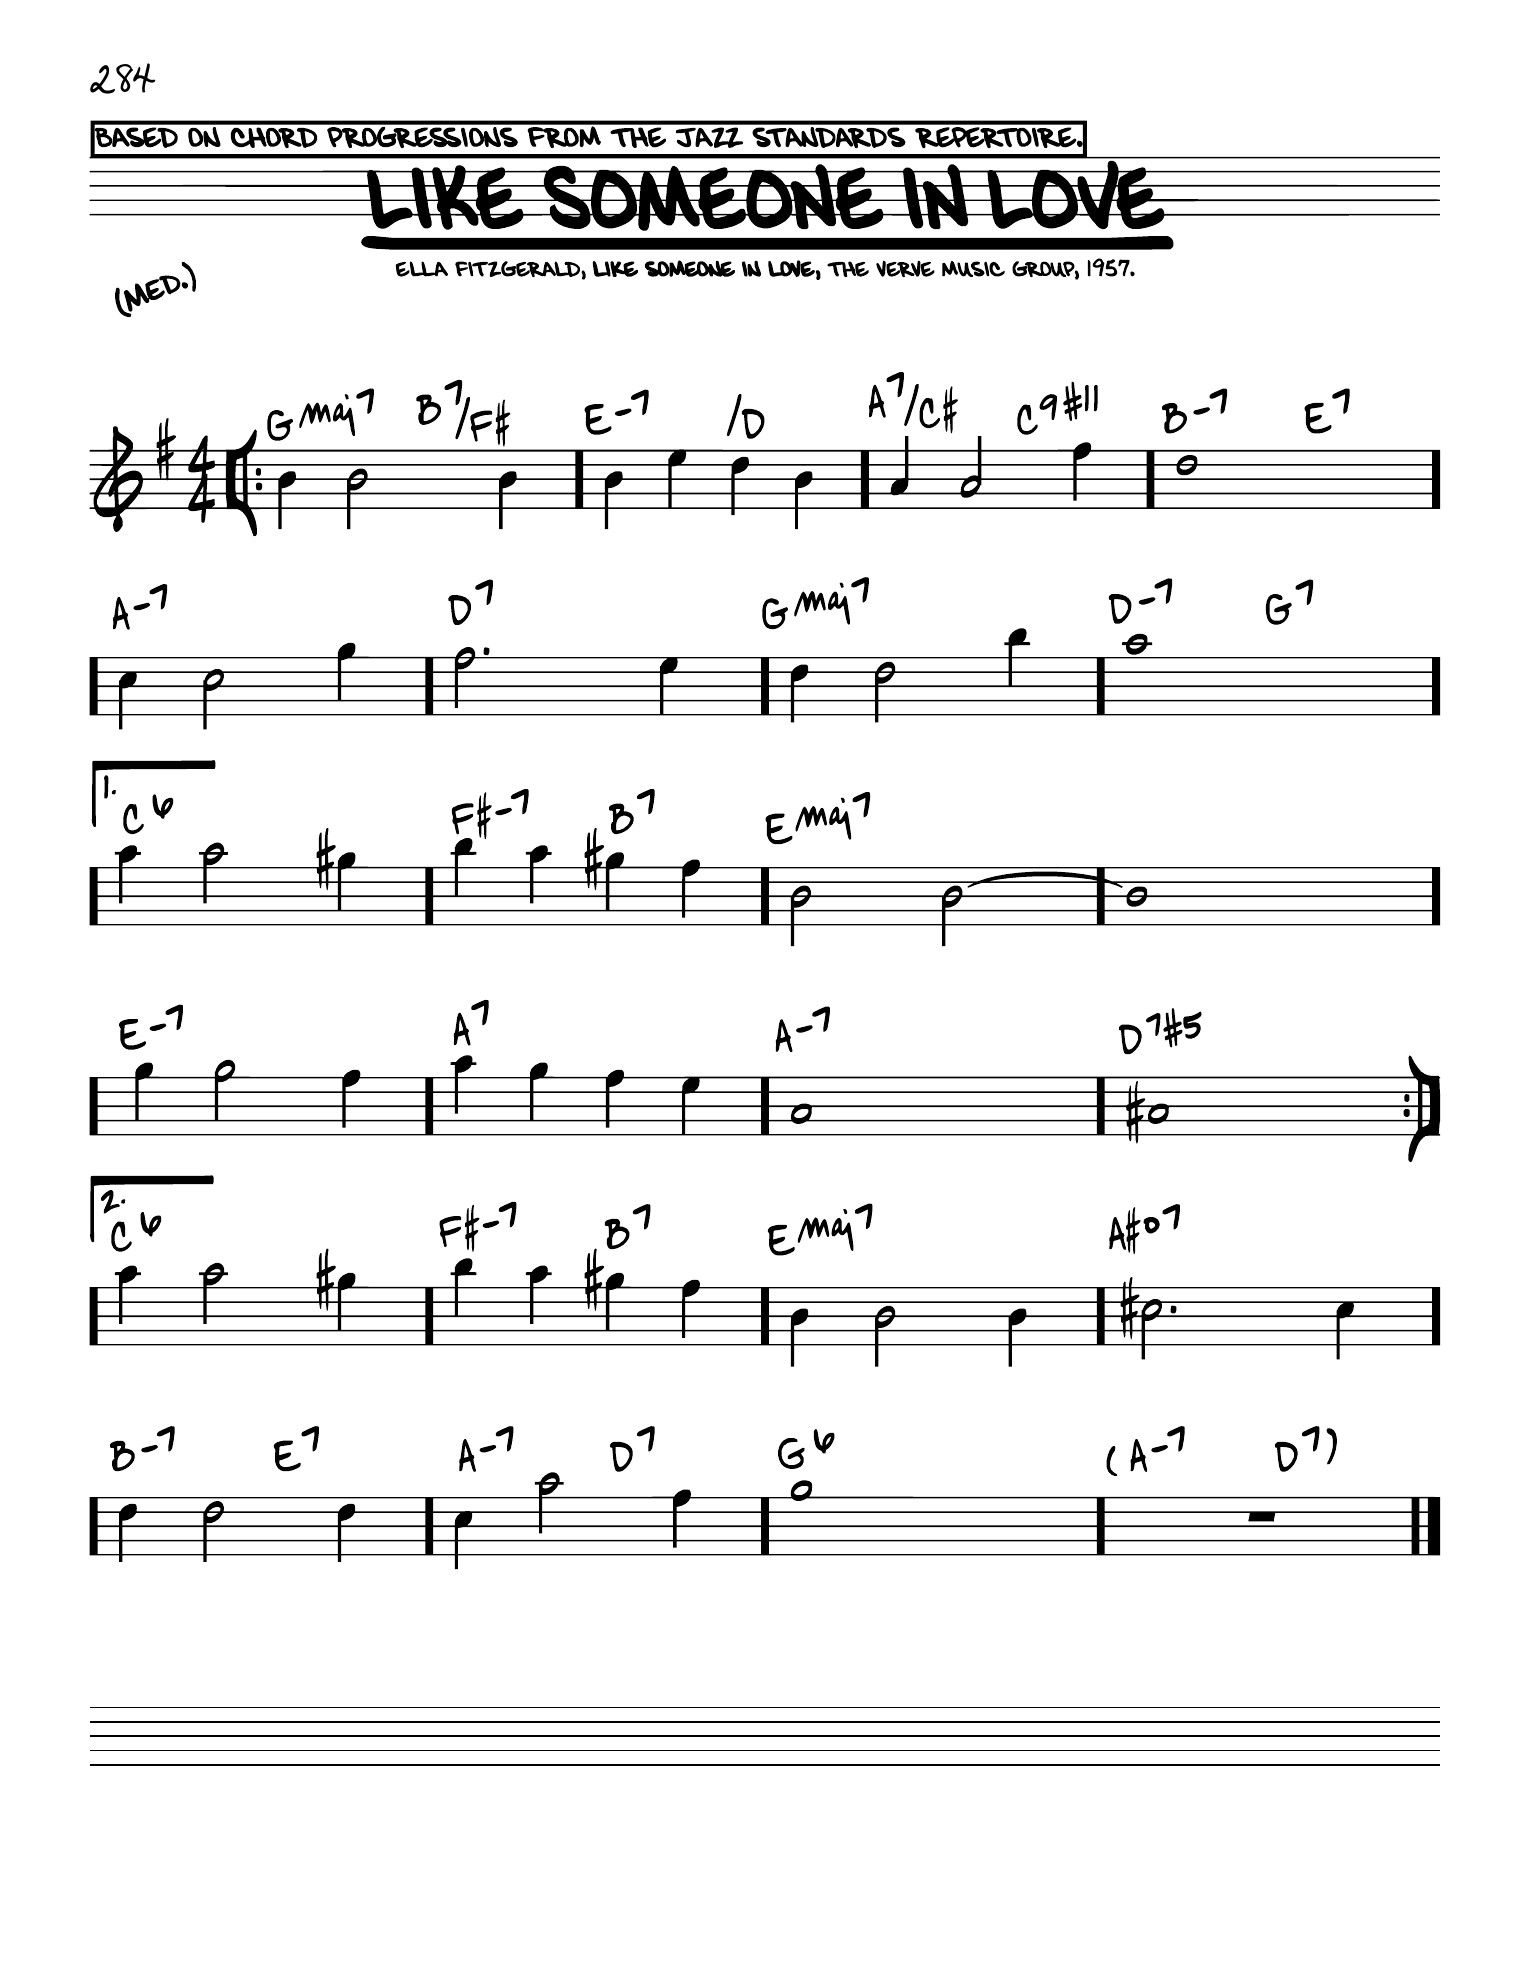 284
BASED ON CHORD PROGRESSIONS FROM THE JAZZ STANDARDS REPERTOIRE.
LIKE SOMEONE IN LOVE
ELLA FITZGERALD, LIKE SOMEONE IN LOVE, THE VERVE MUSIC GROUP, 1957.
(MED.)
Gmaj7 B7/F# E-7 /D A7/C# C9#11 B-7 E7
4/4
A-7 D7 Gmaj7 D-7 G7
1.
C6 F#-7 B7 Emaj7
E-7 A7 A-7 D7#5
2.
C6 F#-7 B7 Emaj7 A#o7
B-7 E7 A-7 D7 G6 (A-7 D7)